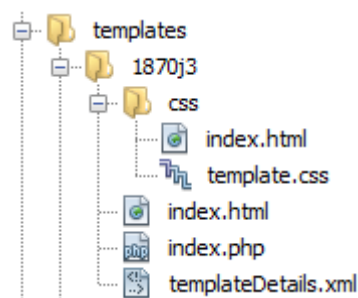 templates
1870j3
css
index.html
template.css
index.html
index.php
templateDetails.xml